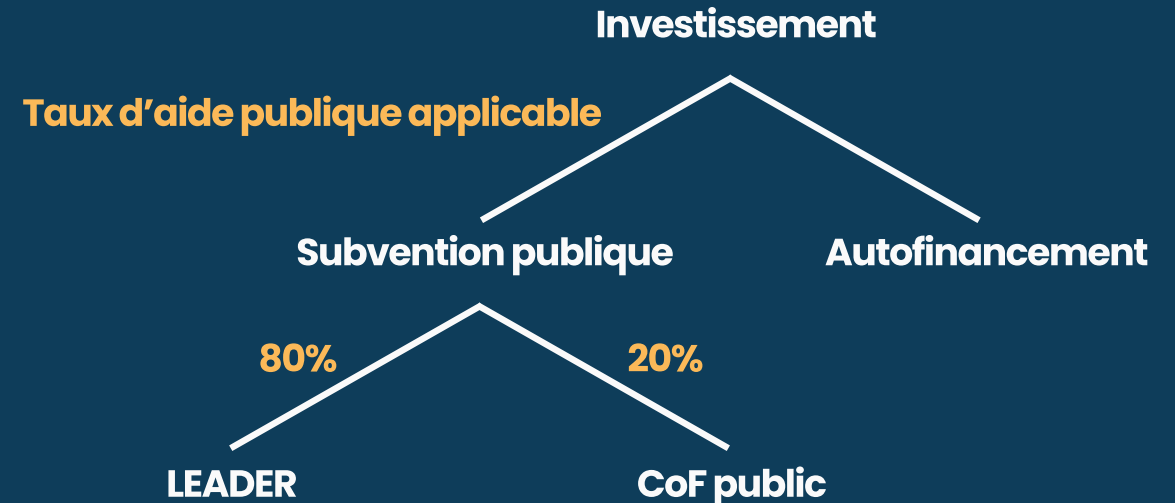 Investissement
Taux d’aide publique applicable
Subvention publique
Autofinancement
80%
20%
LEADER
CoF public